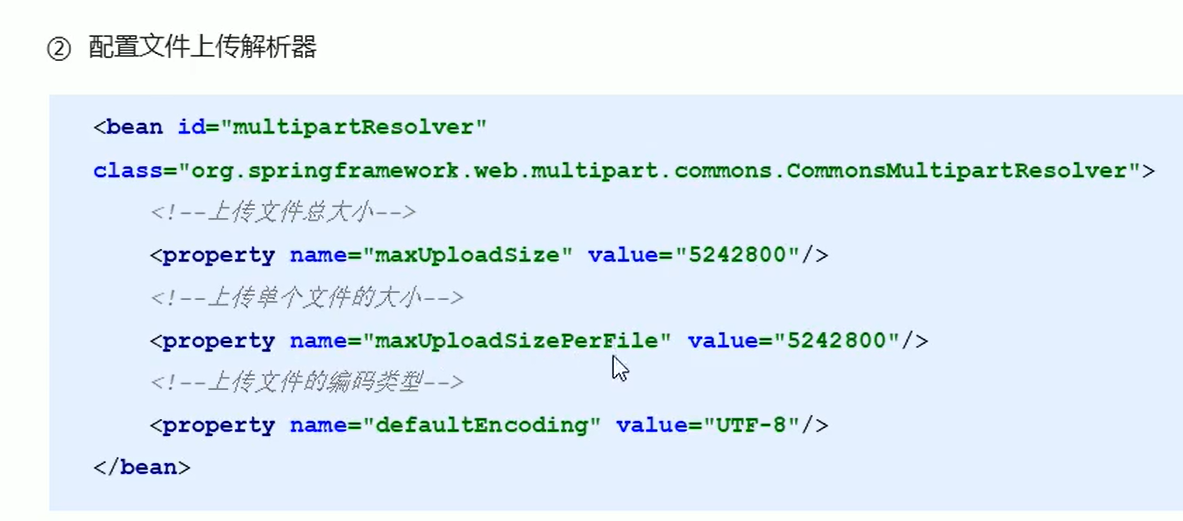 ② 配置文件上传解析器
<bean id="multipartResolver"
class="org.springframework.web.multipart.commons.CommonsMultipartResolver">
<!--上传文件总大小-->
<property name="maxUploadSize" value="5242800"/>
<!--上传单个文件的大小-->
<property name="maxUploadSizePerFile" value="5242800"/>
<!--上传文件的编码类型-->
<property name="defaultEncoding" value="UTF-8"/>
</bean>